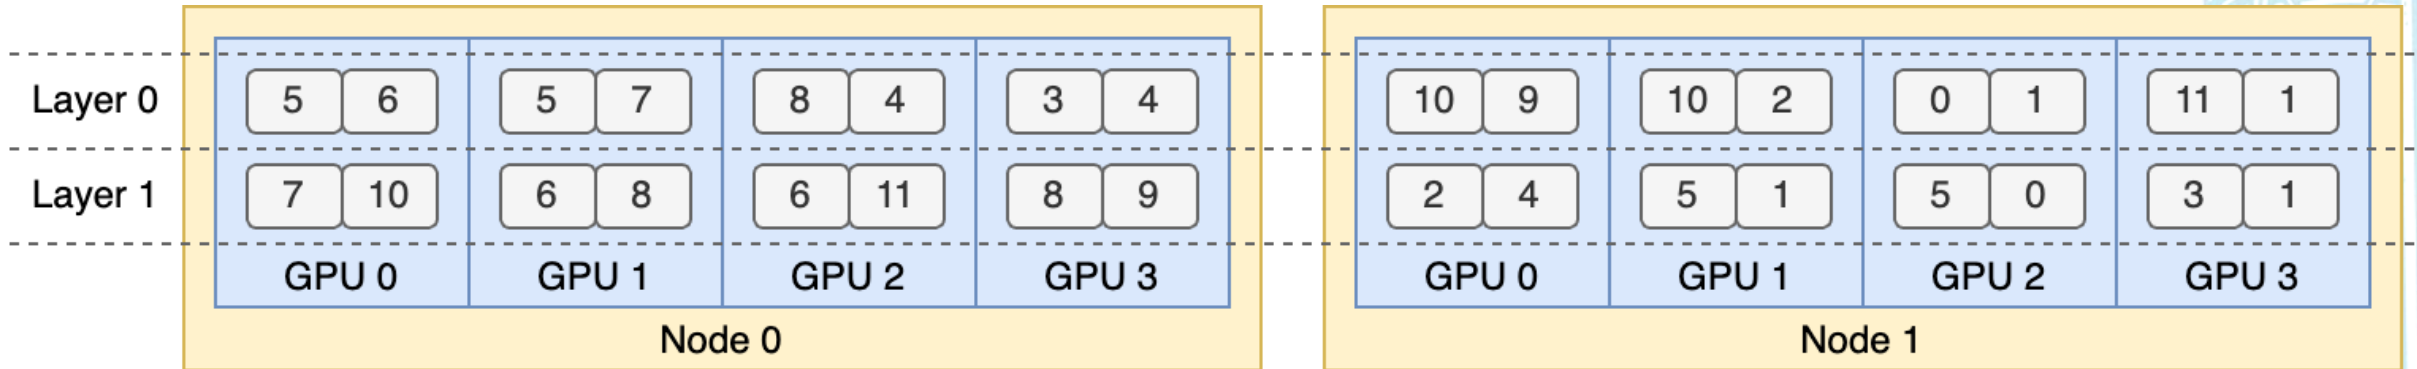 Layer 0 5 6 5 7 8 4 3 4 10 9 10 2 0 1 11 1
Layer 1 7 10 6 8 6 11 8 9 2 4 5 1 5 0 3 1
GPU 0 GPU 1 GPU 2 GPU 3 GPU 0 GPU 1 GPU 2 GPU 3
Node 0 Node 1